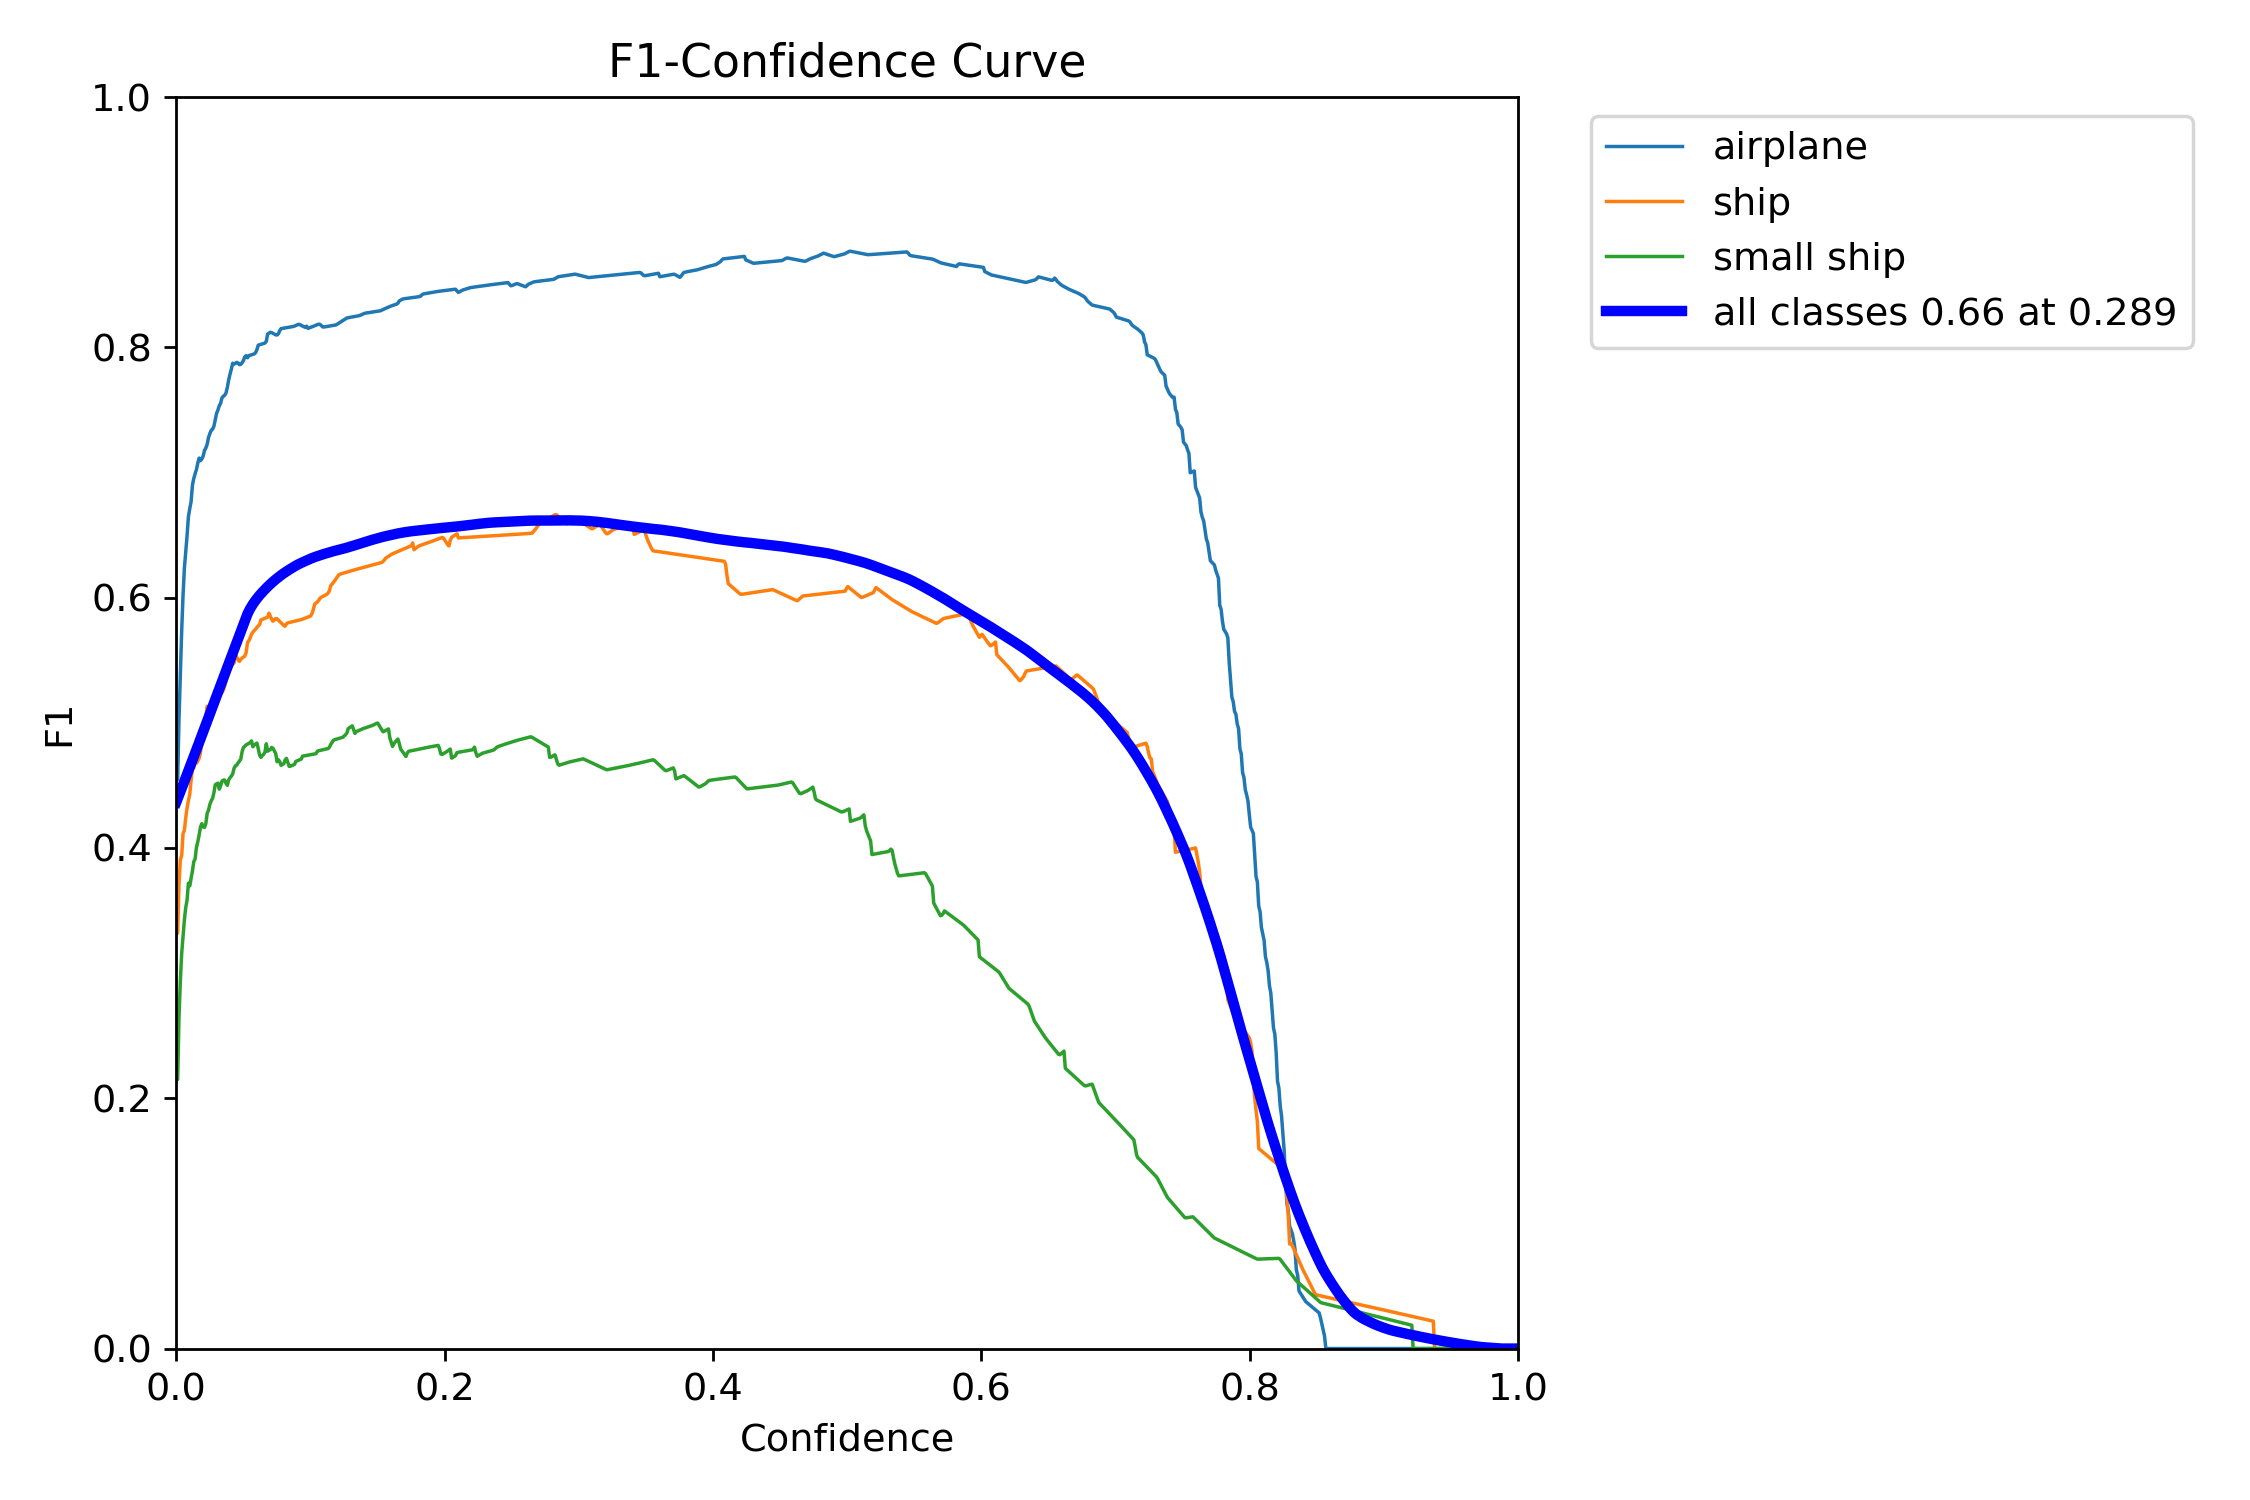 F1-Confidence Curve
1.0
0.8
0.6
0.4
0.2
0.0
F1
0.0 0.2 0.4 0.6 0.8 1.0
Confidence
airplane
ship
small ship
all classes 0.66 at 0.289